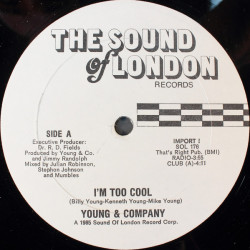 THE SOUND
of LONDON
RECORDS
SIDE A
Executive Producer:
Dr. R. D. Fields
Produced by Young & Co.
and Jimmy Randolph
Mixed by Julian Robinson,
Stephon Johnson
and Mumbles
IMPORT I
SOL 176
That's Right Pub. (BMI)
RADIO-3:55
CLUB (A)-4:11
I'M TOO COOL
(Billy Young-Kenneth Young-Mike Young)
YOUNG & COMPANY
A 1985 Sound Of London Record Corp.